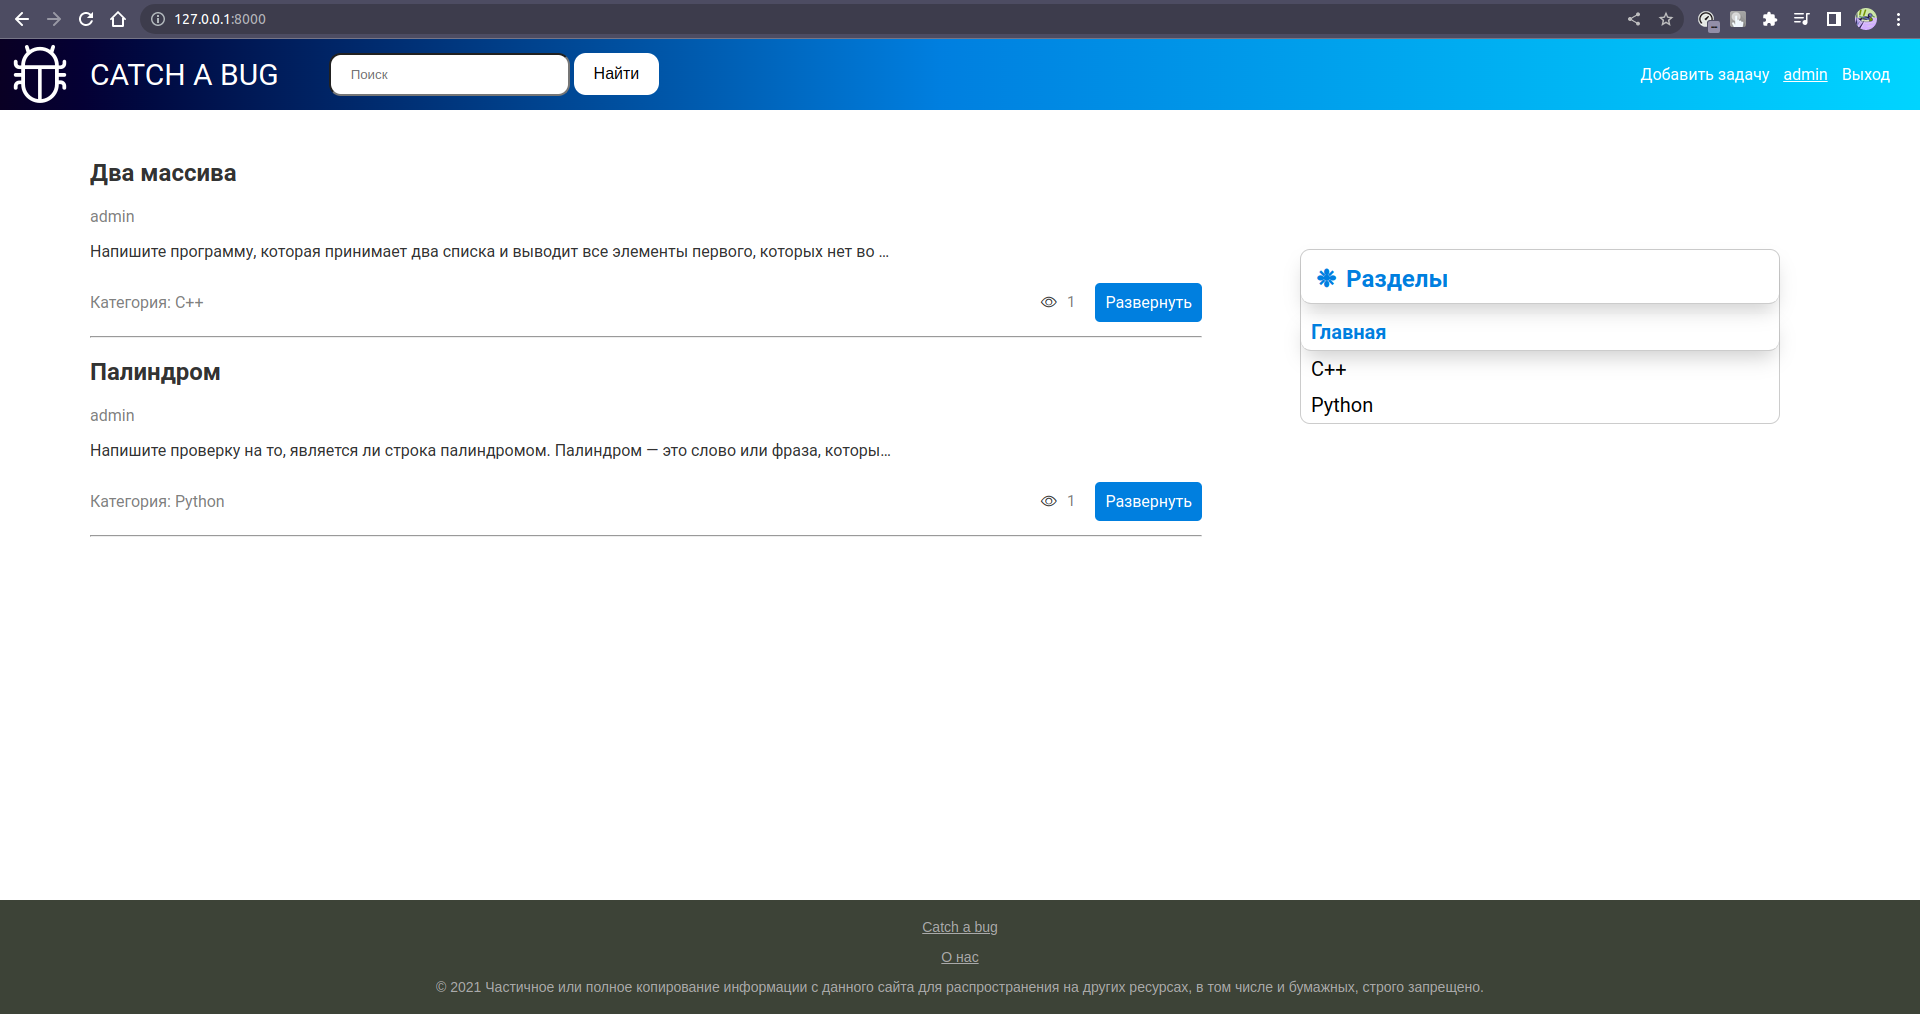 127.0.0.1:8000
CATCH A BUG
Поиск
Найти
Добавить задачу admin Выход
Два массива
admin
Напишите программу, которая принимает два списка и выводит все элементы первого, которых нет во ...
Категория: C++
1
Развернуть
Палиндром
admin
Напишите проверку на то, является ли строка палиндромом. Палиндром — это слово или фраза, которы...
Категория: Python
1
Развернуть
Разделы
Главная
C++
Python
Catch a bug
О нас
© 2021 Частичное или полное копирование информации с данного сайта для распространения на других ресурсах, в том числе и бумажных, строго запрещено.